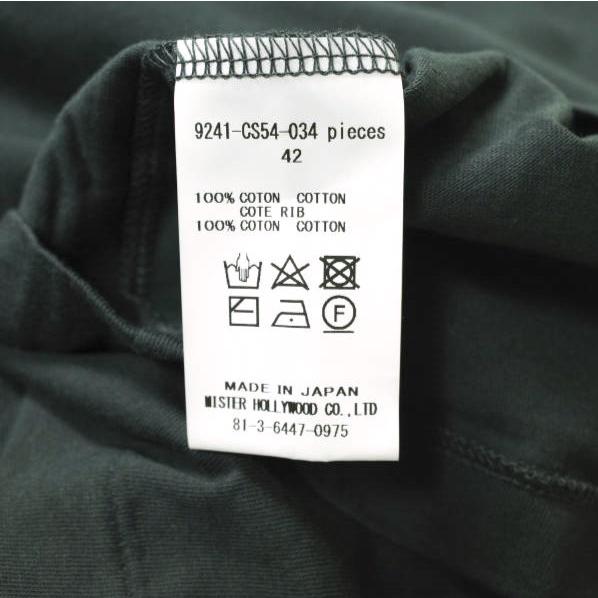 9241-CS54-034 pieces
42
100% COTON COTTON
COTE RIB
100% COTON COTTON
F
MADE IN JAPAN
MISTER HOLLYWOOD CO.,LTD
81-3-6447-0975